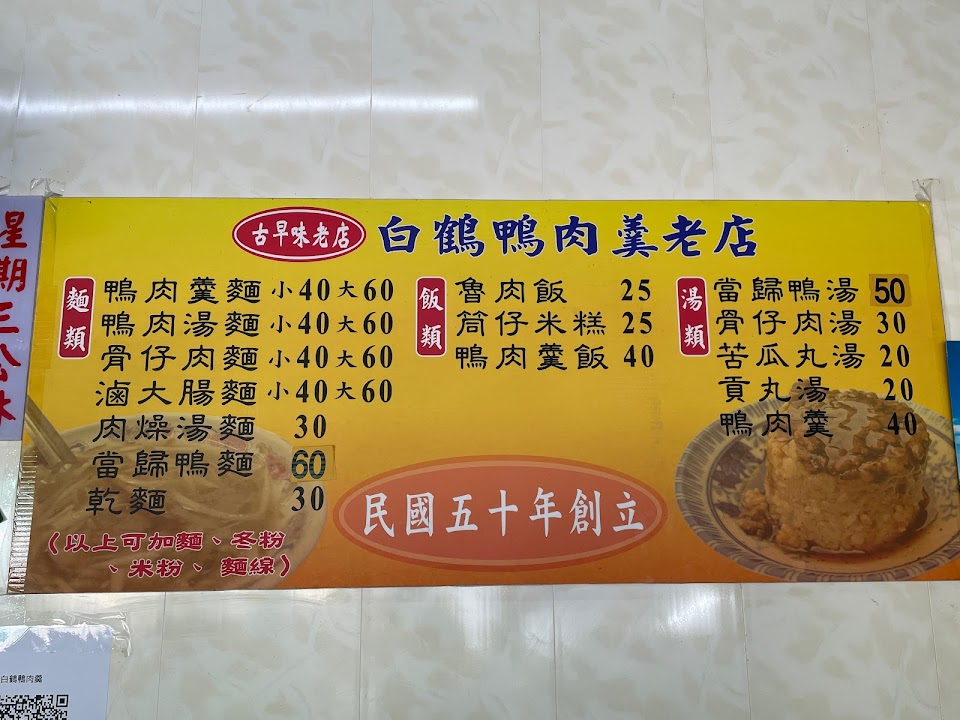 古早味老店 白鶴鴨肉羹老店
麵類
鴨肉羹麵 小40大60
鴨肉湯麵 小40大60
骨仔肉麵 小40大60
滷大腸麵 小40大60
肉燥湯麵 30
當歸鴨麵 60
乾麵 30
(以上可加麵、冬粉
、米粉、麵線)
飯類
魯肉飯 25
筒仔米糕 25
鴨肉羹飯 40
湯類
當歸鴨湯 50
骨仔肉湯 30
苦瓜丸湯 20
貢丸湯 20
鴨肉羹 40
民國五十年創立
星期三公休
白鶴鴨肉羹